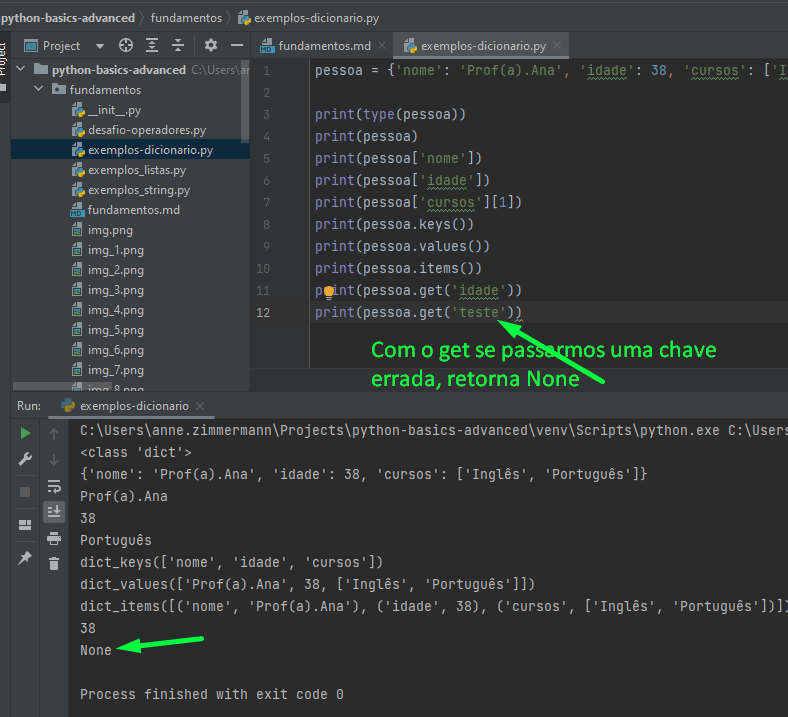 python-basics-advanced fundamentos exemplos-dicionario.py
Project
Project
fundamentos.md
exemplos-dicionario.py
python-basics-advanced C:\Users\
fundamentos
__init__.py
desafio-operadores.py
exemplos-dicionario.py
exemplos_listas.py
exemplos_string.py
fundamentos.md
img.png
img_1.png
img_2.png
img_3.png
img_4.png
img_5.png
img_6.png
img_7.png
img_8.png
1 pessoa = {'nome': 'Prof(a).Ana', 'idade': 38, 'cursos': ['I
2
3 print(type(pessoa))
4 print(pessoa)
5 print(pessoa['nome'])
6 print(pessoa['idade'])
7 print(pessoa['cursos'][1])
8 print(pessoa.keys())
9 print(pessoa.values())
10 print(pessoa.items())
11 print(pessoa.get('idade'))
12 print(pessoa.get('teste'))
Com o get se passarmos uma chave
errada, retorna None
Run: exemplos-dicionario
C:\Users\anne.zimmermann\Projects\python-basics-advanced\venv\Scripts\python.exe C:\Users
<class 'dict'>
{'nome': 'Prof(a).Ana', 'idade': 38, 'cursos': ['Inglês', 'Português']}
Prof(a).Ana
38
Português
dict_keys(['nome', 'idade', 'cursos'])
dict_values(['Prof(a).Ana', 38, ['Inglês', 'Português']])
dict_items([('nome', 'Prof(a).Ana'), ('idade', 38), ('cursos', ['Inglês', 'Português'])])
38
None
Process finished with exit code 0